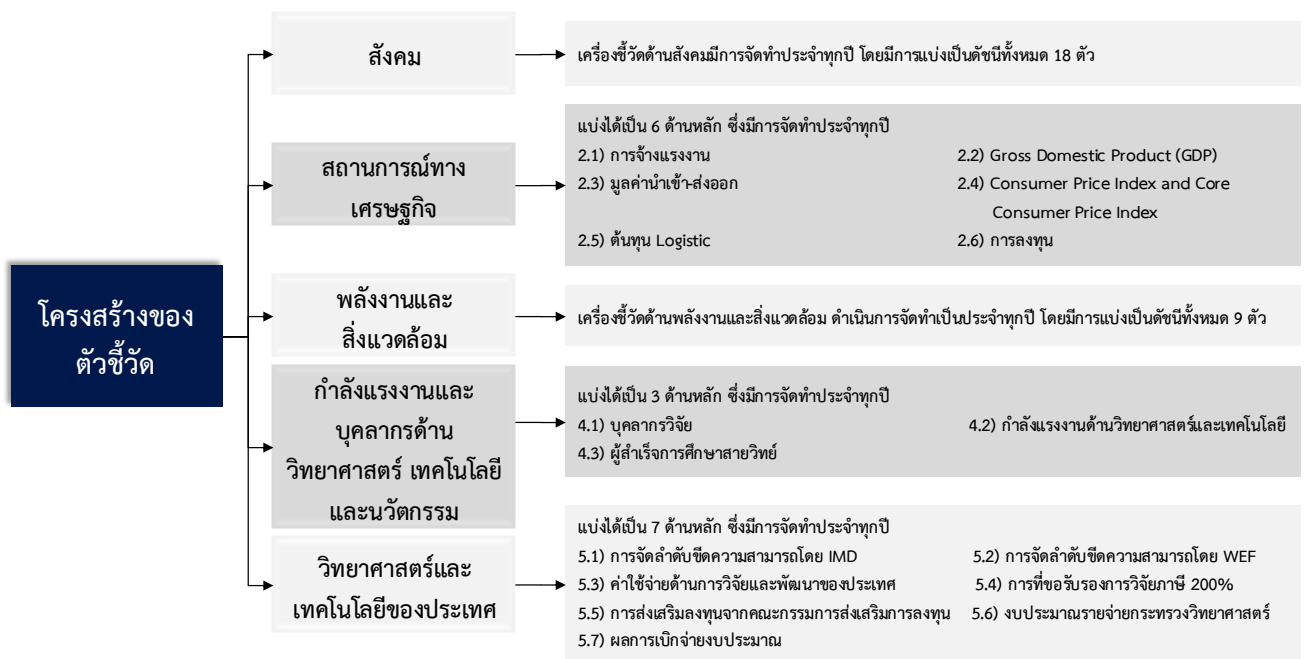 โครงสร้างของ
ตัวชี้วัด
สังคม
เครื่องชี้วัดด้านสังคมมีการจัดทำประจำทุกปี โดยมีการแบ่งเป็นดัชนีทั้งหมด 18 ตัว
สถานการณ์ทาง
เศรษฐกิจ
แบ่งได้เป็น 6 ด้านหลัก ซึ่งมีการจัดทำประจำทุกปี
2.1) การจ้างแรงงาน
2.2) Gross Domestic Product (GDP)
2.3) มูลค่านำเข้า-ส่งออก
2.4) Consumer Price Index and Core
Consumer Price Index
2.5) ต้นทุน Logistic
2.6) การลงทุน
พลังงานและ
สิ่งแวดล้อม
เครื่องชี้วัดด้านพลังงานและสิ่งแวดล้อม ดำเนินการจัดทำเป็นประจำทุกปี โดยมีการแบ่งเป็นดัชนีทั้งหมด 9 ตัว
กำลังแรงงานและ
บุคลากรด้าน
วิทยาศาสตร์ เทคโนโลยี
และนวัตกรรม
แบ่งได้เป็น 3 ด้านหลัก ซึ่งมีการจัดทำประจำทุกปี
4.1) บุคลากรวิจัย
4.2) กำลังแรงงานด้านวิทยาศาสตร์และเทคโนโลยี
4.3) ผู้สำเร็จการศึกษาสายวิทย์
วิทยาศาสตร์และ
เทคโนโลยีของประเทศ
แบ่งได้เป็น 7 ด้านหลัก ซึ่งมีการจัดทำประจำทุกปี
5.1) การจัดลำดับขีดความสามารถโดย IMD
5.2) การจัดลำดับขีดความสามารถโดย WEF
5.3) ค่าใช้จ่ายด้านการวิจัยและพัฒนาของประเทศ
5.4) การที่ขอรับรองการวิจัยภาษี 200%
5.5) การส่งเสริมลงทุนจากคณะกรรมการส่งเสริมการลงทุน
5.6) งบประมาณรายจ่ายกระทรวงวิทยาศาสตร์
5.7) ผลการเบิกจ่ายงบประมาณ